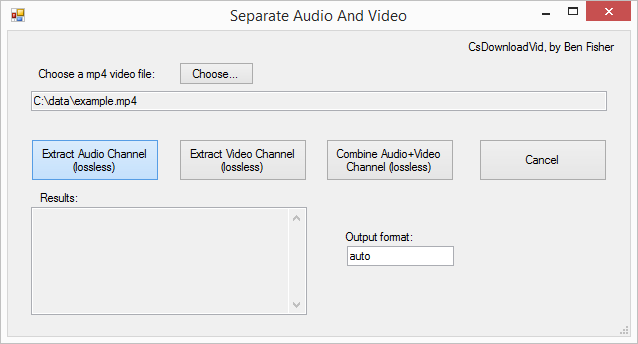 Separate Audio And Video
CsDownloadVid, by Ben Fisher
Choose a mp4 video file:
Choose...
C:\data\example.mp4
Extract Audio Channel
(lossless)
Extract Video Channel
(lossless)
Combine Audio+Video
Channel (lossless)
Cancel
Results:
Output format:
auto